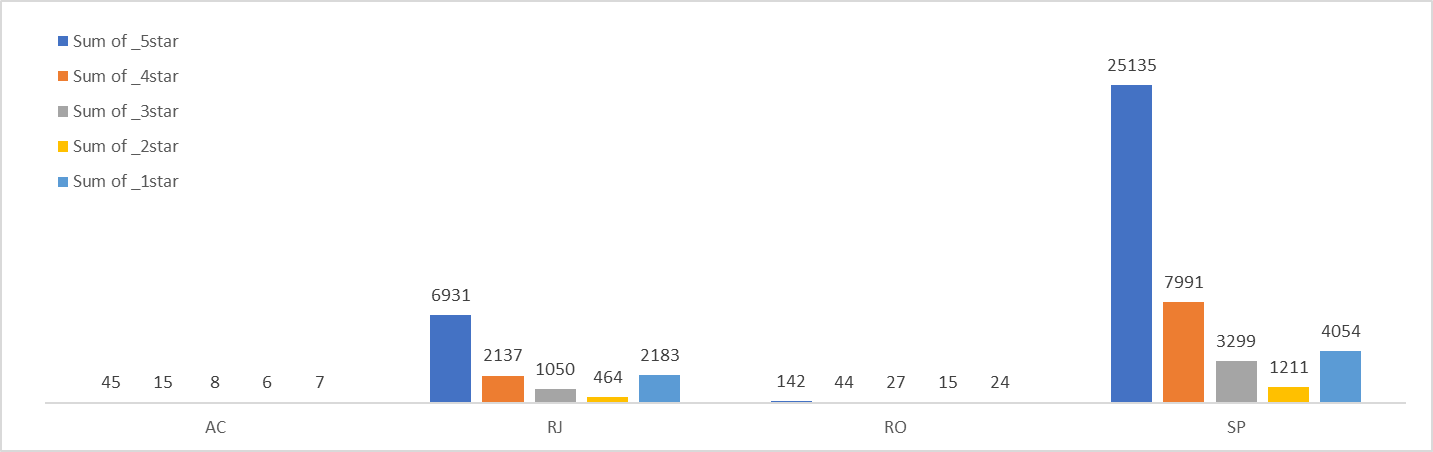 Sum of _5star
Sum of _4star
Sum of _3star
Sum of _2star
Sum of _1star
45 15 8 6 7
6931 2137 1050 464 2183
142 44 27 15 24
25135 7991 3299 1211 4054
AC RJ RO SP